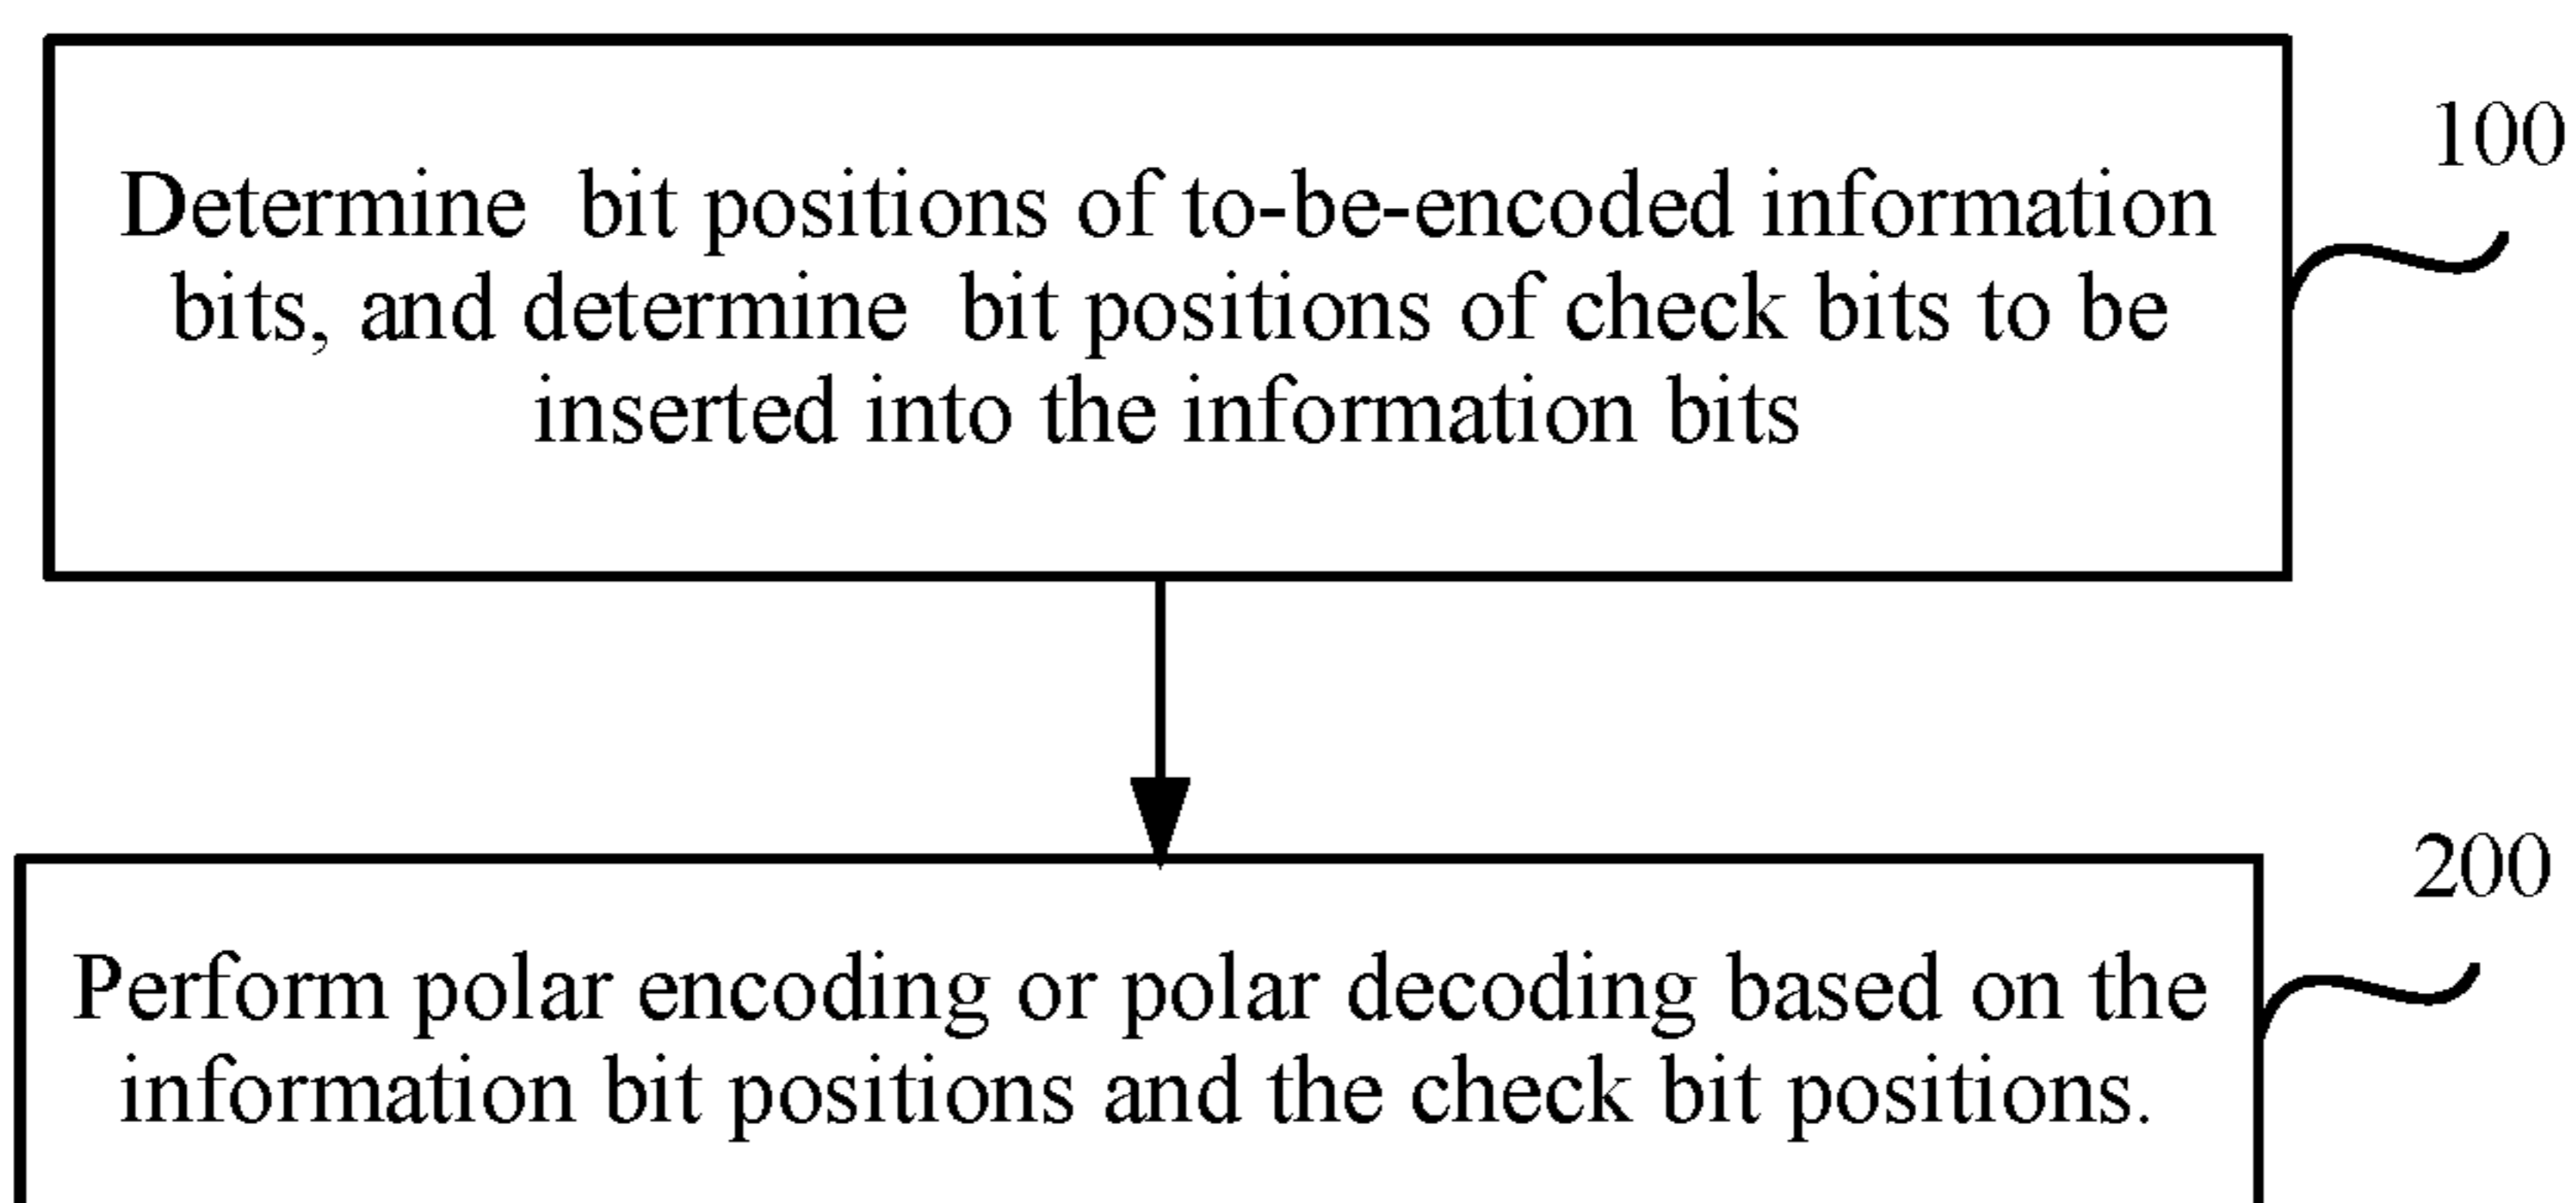 100
Determine bit positions of to-be-encoded information
bits, and determine bit positions of check bits to be
inserted into the information bits
200
Perform polar encoding or polar decoding based on the
information bit positions and the check bit positions.